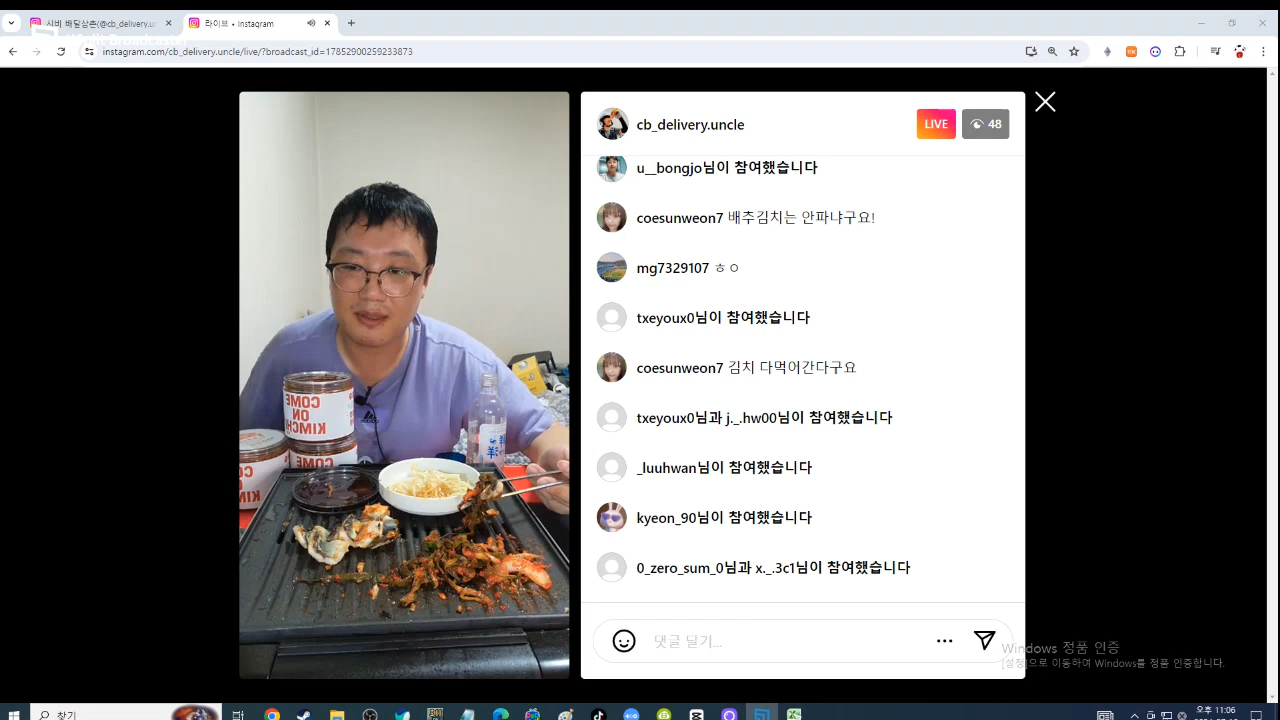 시바 배달삼촌(@cb_delivery.ur
라이브 • Instagram
instagram.com/cb_delivery.uncle/live/?broadcast_id=17852900259233873
cb_delivery.uncle
LIVE
48
u__bongjo님이 참여했습니다
coesunweon7 배추김치는 안파냐구요!
mg7329107 ㅎㅇ
txeyoux0님이 참여했습니다
coesunweon7 김치 다먹어간다구요
txeyoux0님과 j._.hw00님이 참여했습니다
_luuhwan님이 참여했습니다
kyeon_90님이 참여했습니다
0_zero_sum_0님과 x._.3c1님이 참여했습니다
댓글 달기...
COME
ON
KIMCHI
COME
KIMC
Windows 정품 인증
[설정]으로 이동하여 Windows를 정품 인증합니다.
찾기
오후 11:06